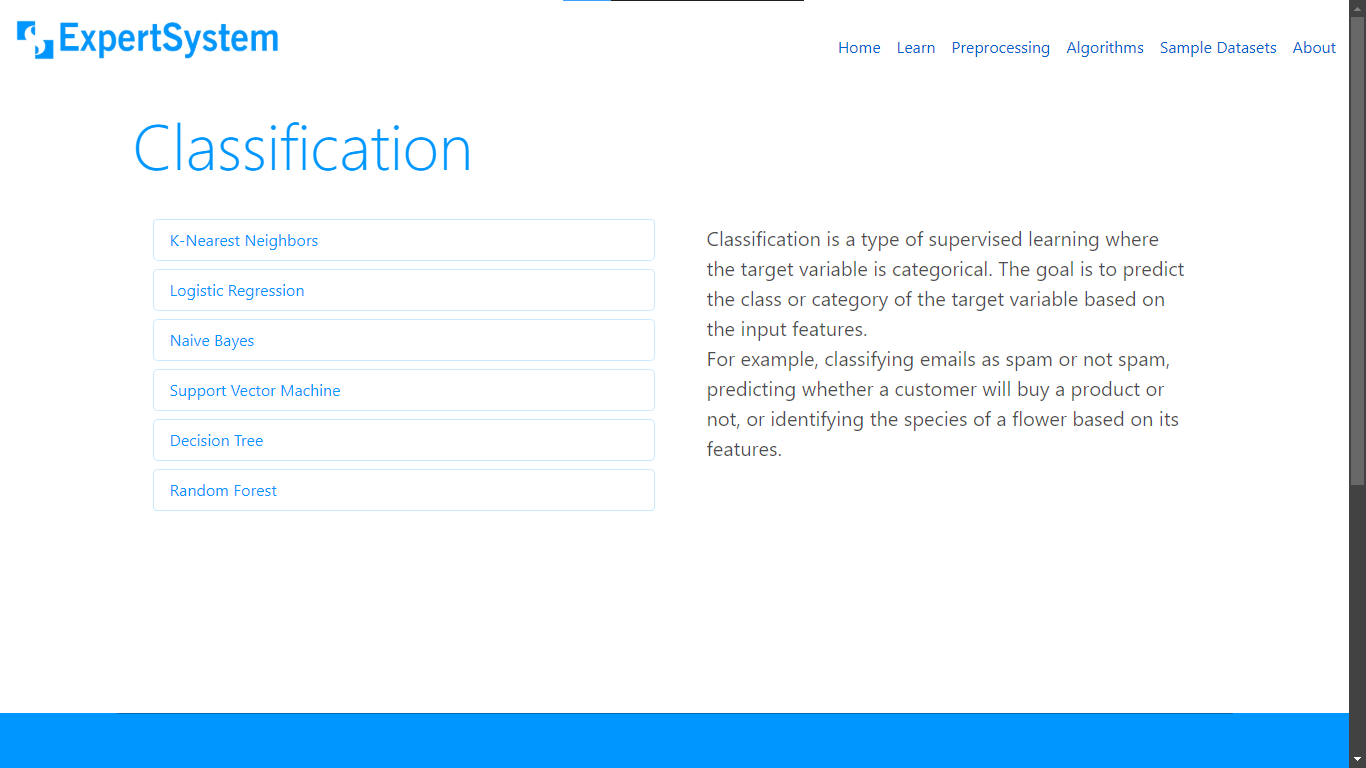 ExpertSystem
Home Learn Preprocessing Algorithms Sample Datasets About
Classification
K-Nearest Neighbors
Logistic Regression
Naive Bayes
Support Vector Machine
Decision Tree
Random Forest
Classification is a type of supervised learning where
the target variable is categorical. The goal is to predict
the class or category of the target variable based on
the input features.
For example, classifying emails as spam or not spam,
predicting whether a customer will buy a product or
not, or identifying the species of a flower based on its
features.